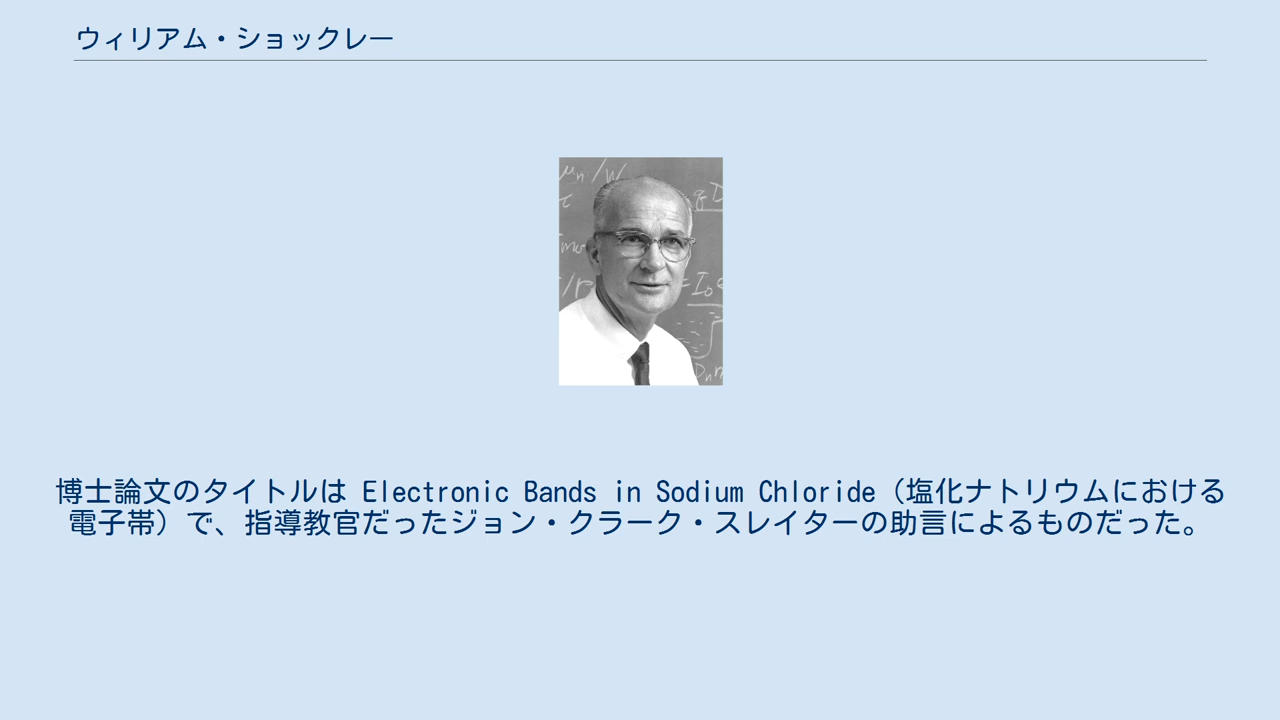 ウィリアム・ショックレー
μn/W
博士論文のタイトルは Electronic Bands in Sodium Chloride（塩化ナトリウムにおける
電子帯）で、指導教官だったジョン・クラーク・スレイターの助言によるものだった。